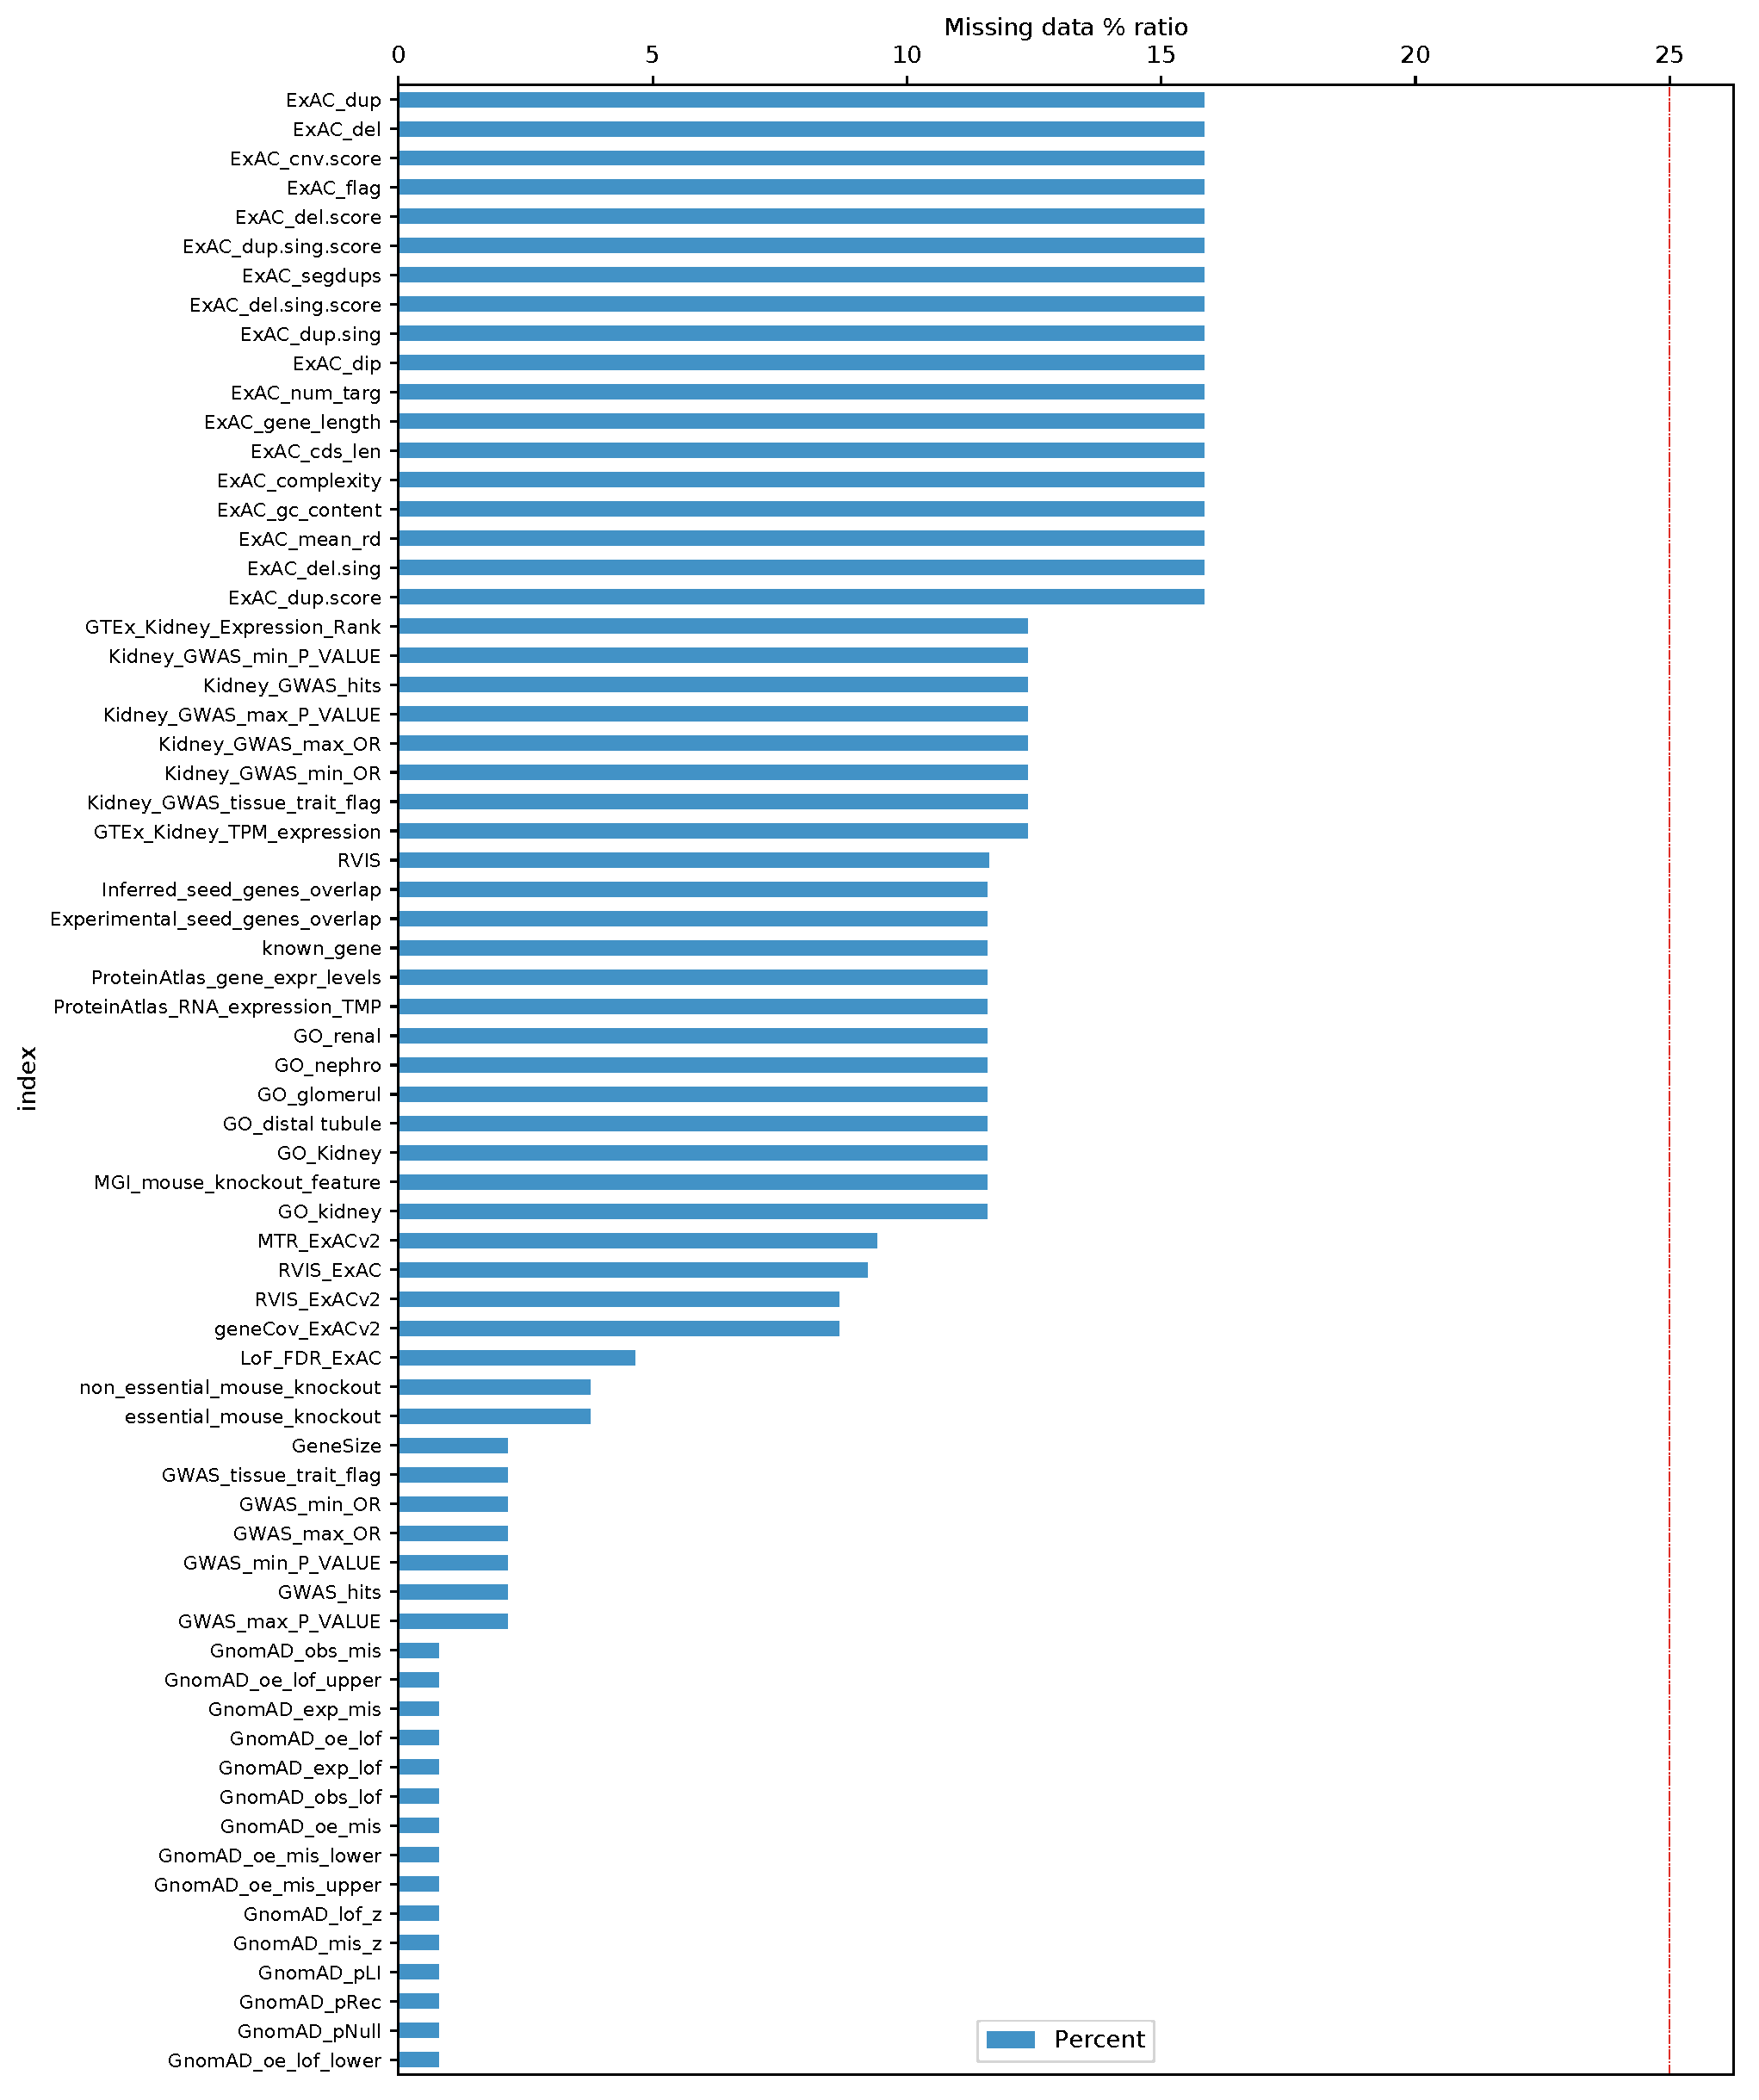 Missing data % ratio
0 5 10 15 20 25
ExAC_dup
ExAC_del
ExAC_cnv.score
ExAC_flag
ExAC_del.score
ExAC_dup.sing.score
ExAC_segdups
ExAC_del.sing.score
ExAC_dup.sing
ExAC_dip
ExAC_num_targ
ExAC_gene_length
ExAC_cds_len
ExAC_complexity
ExAC_gc_content
ExAC_mean_rd
ExAC_del.sing
ExAC_dup.score
GTEx_Kidney_Expression_Rank
Kidney_GWAS_min_P_VALUE
Kidney_GWAS_hits
Kidney_GWAS_max_P_VALUE
Kidney_GWAS_max_OR
Kidney_GWAS_min_OR
Kidney_GWAS_tissue_trait_flag
GTEx_Kidney_TPM_expression
RVIS
Inferred_seed_genes_overlap
Experimental_seed_genes_overlap
known_gene
ProteinAtlas_gene_expr_levels
ProteinAtlas_RNA_expression_TMP
GO_renal
GO_nephro
GO_glomerul
GO_distal tubule
GO_Kidney
MGI_mouse_knockout_feature
GO_kidney
MTR_ExACv2
RVIS_ExAC
RVIS_ExACv2
geneCov_ExACv2
LoF_FDR_ExAC
non_essential_mouse_knockout
essential_mouse_knockout
GeneSize
GWAS_tissue_trait_flag
GWAS_min_OR
GWAS_max_OR
GWAS_min_P_VALUE
GWAS_hits
GWAS_max_P_VALUE
GnomAD_obs_mis
GnomAD_oe_lof_upper
GnomAD_exp_mis
GnomAD_oe_lof
GnomAD_exp_lof
GnomAD_obs_lof
GnomAD_oe_mis
GnomAD_oe_mis_lower
GnomAD_oe_mis_upper
GnomAD_lof_z
GnomAD_mis_z
GnomAD_pLI
GnomAD_pRec
GnomAD_pNull
GnomAD_oe_lof_lower
index
Percent